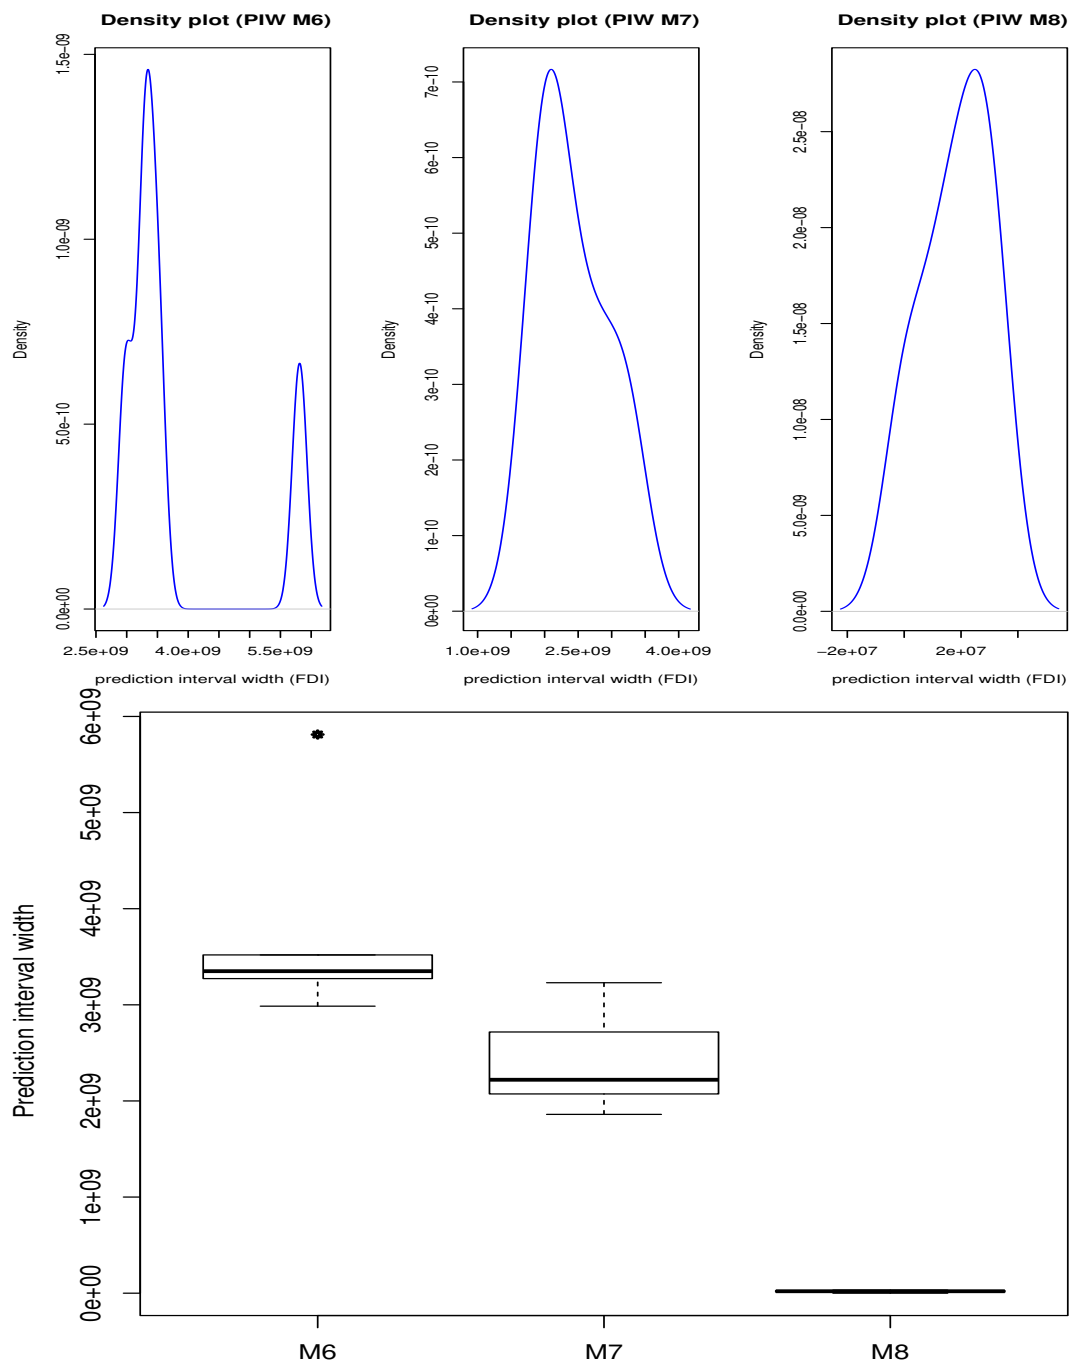 Density plot (PIW M6)
Density
0.0e+00
5.0e-10
1.0e-09
1.5e-09
2.5e+09
4.0e+09
5.5e+09
prediction interval width (FDI)
Density plot (PIW M7)
Density
0e+00
1e-10
2e-10
3e-10
4e-10
5e-10
6e-10
7e-10
1.0e+09
2.5e+09
4.0e+09
prediction interval width (FDI)
Density plot (PIW M8)
Density
0.0e+00
5.0e-09
1.0e-08
1.5e-08
2.0e-08
2.5e-08
-2e+07
2e+07
prediction interval width (FDI)
Prediction interval width
0e+00
1e+09
2e+09
3e+09
4e+09
5e+09
6e+09
M6
M7
M8